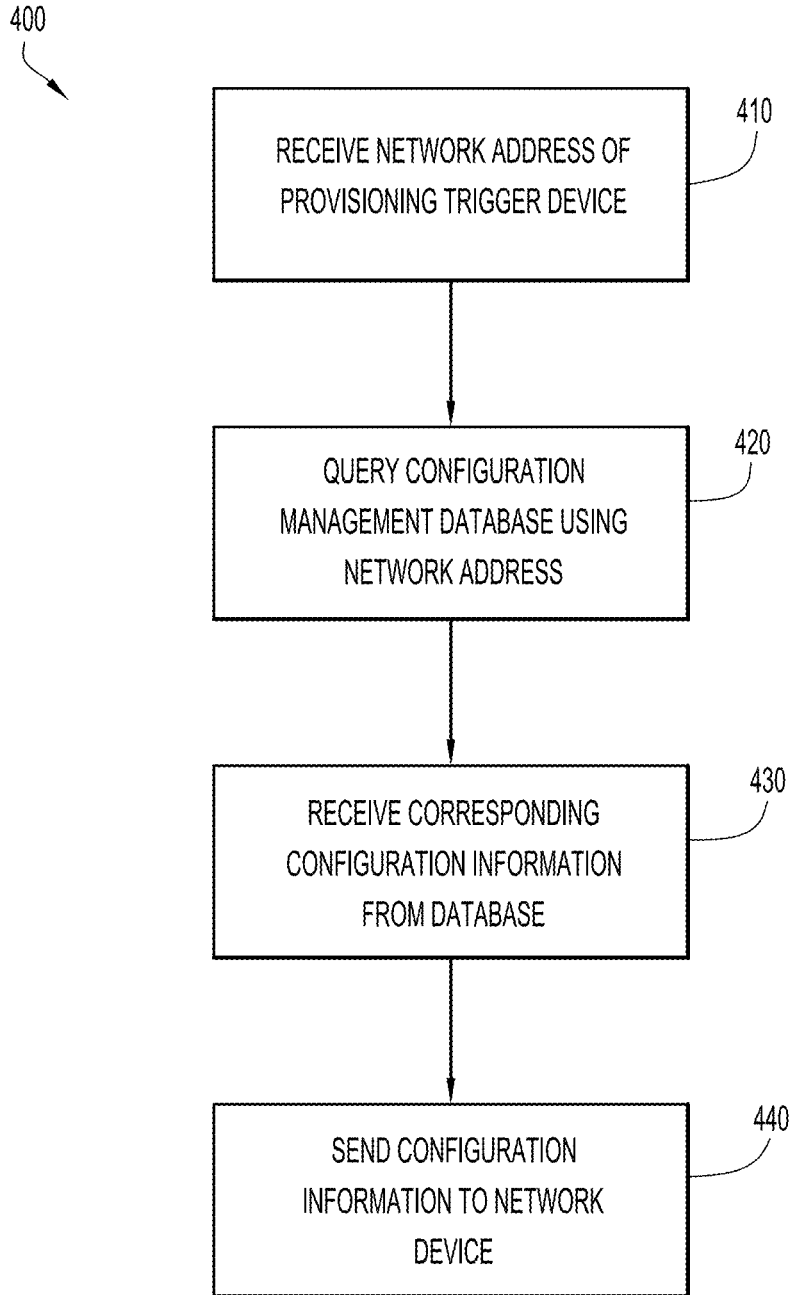 400
410
RECEIVE NETWORK ADDRESS OF
PROVISIONING TRIGGER DEVICE
420
QUERY CONFIGURATION
MANAGEMENT DATABASE USING
NETWORK ADDRESS
430
RECEIVE CORRESPONDING
CONFIGURATION INFORMATION
FROM DATABASE
440
SEND CONFIGURATION
INFORMATION TO NETWORK
DEVICE